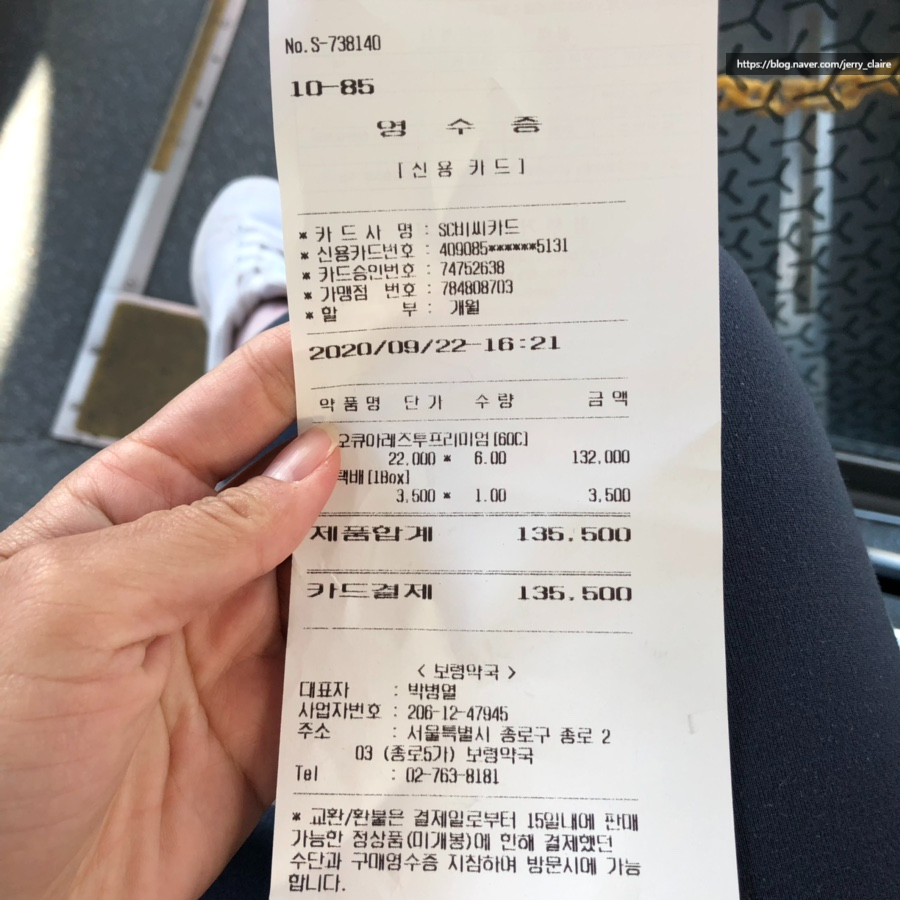 No.S-738140
https://blog.naver.com/jerry_claire
10-85
영 수 증
[신용 카드]
* 카 드 사 명 : SC비씨카드
* 신용카드번호 : 409085******5131
* 카드승인번호 : 74752638
* 가맹점 번호 : 784808703
* 할 부 : 개월
2020/09/22-16:21
약 품 명 단 가 수 량 금 액
오큐아레즈투프리미엄[60C]
22,000 * 6.00 132,000
택배[1Box]
3,500 * 1.00 3,500
제품합계 135,500
카드결제 135,500
< 보령약국 >
대표자 : 박범열
사업자번호 : 206-12-47945
주소 : 서울특별시 종로구 종로 2
03 (종로5가) 보령약국
Tel : 02-763-8181
* 교환/환불은 결제일로부터 15일내에 판매
가능한 정상품(미개봉)에 한해 결제했던
수단과 구매영수증 지침하며 방문시에 가능
합니다.